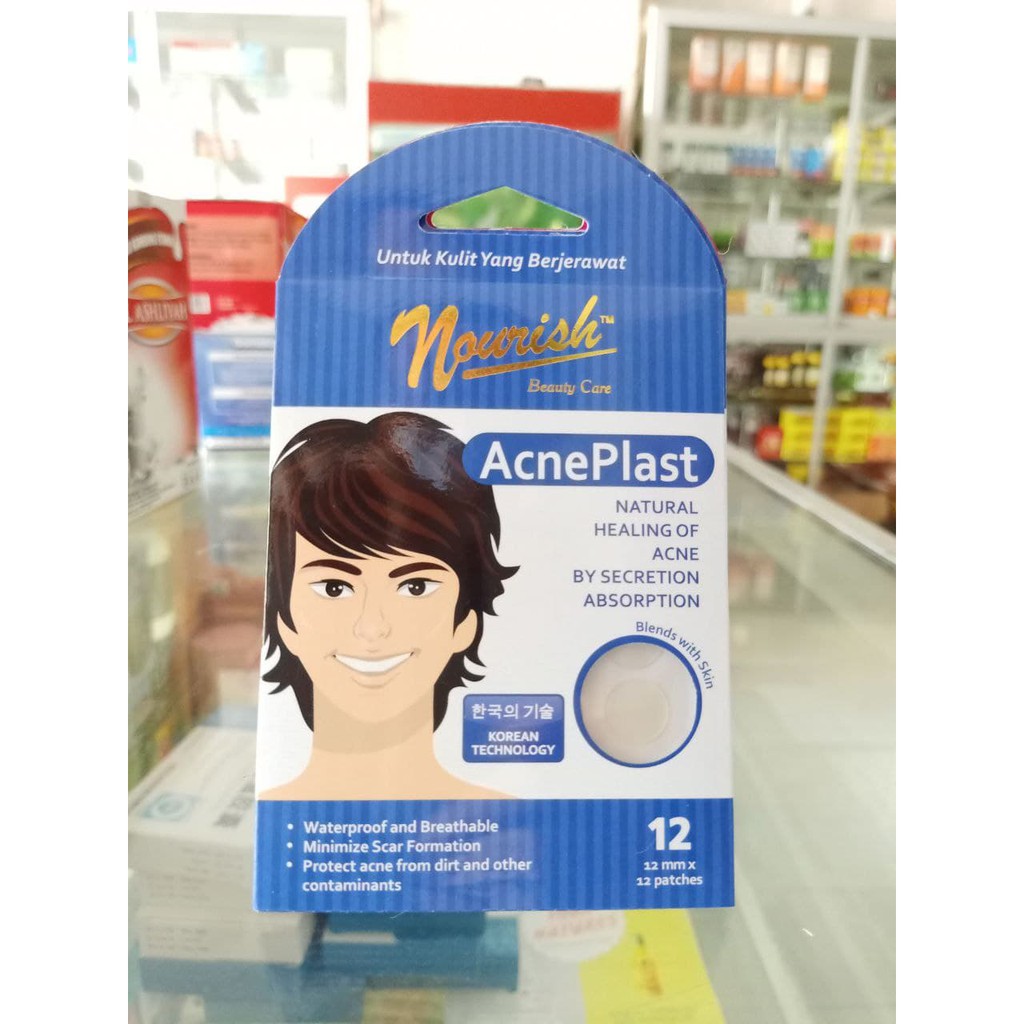 Untuk Kulit Yang Berjerawat
Nourish™
Beauty Care
AcnePlast
NATURAL
HEALING OF
ACNE
BY SECRETION
ABSORPTION
Blends with Skin
한국의 기술
KOREAN
TECHNOLOGY
• Waterproof and Breathable
• Minimize Scar Formation
• Protect acne from dirt and other
contaminants
12
12 mm x
12 patches